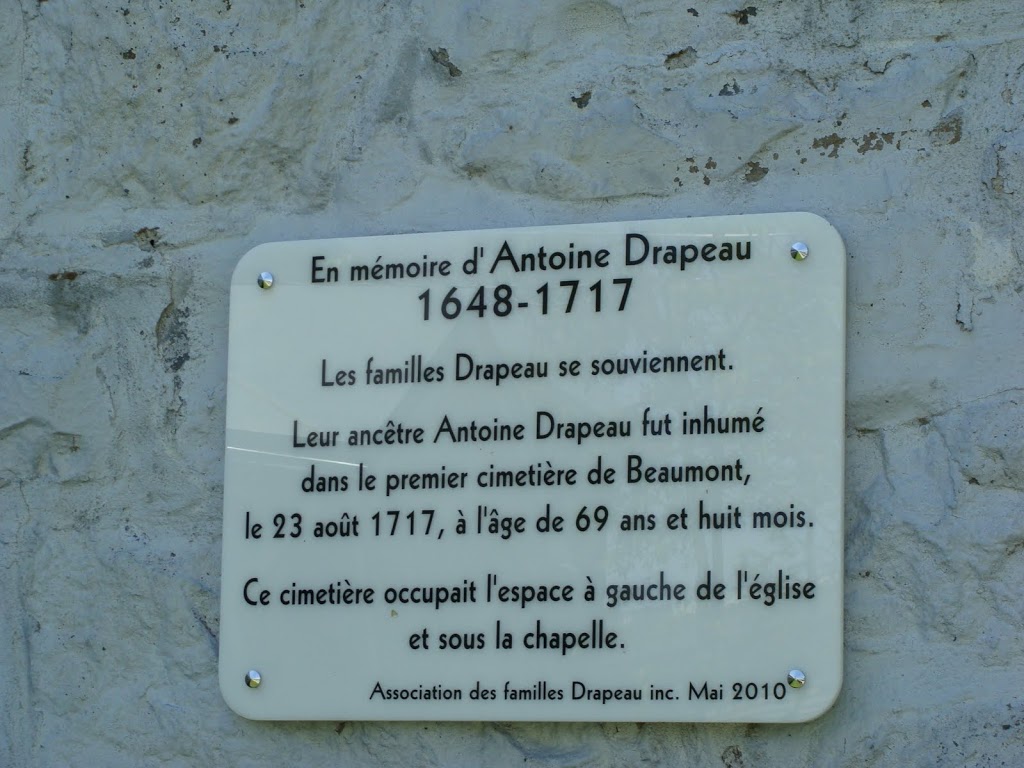 En mémoire d'Antoine Drapeau
1648-1717
Les familles Drapeau se souviennent.
Leur ancêtre Antoine Drapeau fut inhumé
dans le premier cimetière de Beaumont,
le 23 août 1717, à l'âge de 69 ans et huit mois.
Ce cimetière occupait l'espace à gauche de l'église
et sous la chapelle.
Association des familles Drapeau inc. Mai 2010